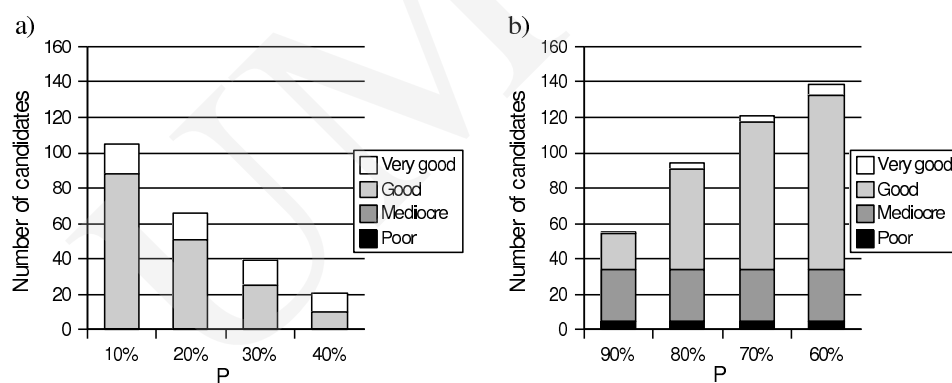 a)
160
140
120
100
80
60
40
20
0
Number of candidates
10% 20% 30% 40%
P
Very good
Good
Mediocre
Poor
b)
160
140
120
100
80
60
40
20
0
Number of candidates
90% 80% 70% 60%
P
Very good
Good
Mediocre
Poor